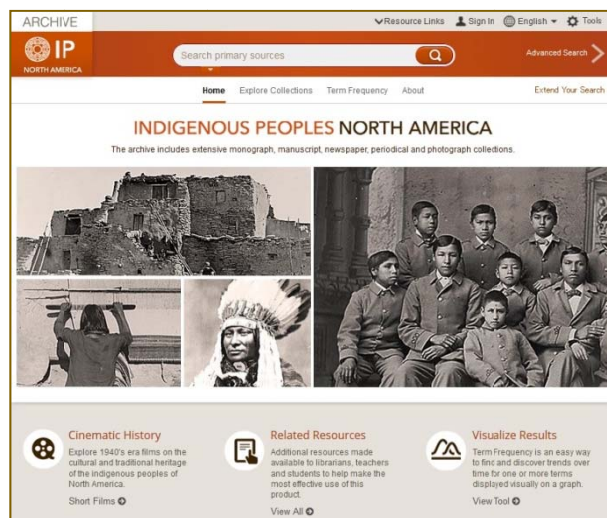 ARCHIVE
Resource Links Sign In English Tools
IP
NORTH AMERICA
Search primary sources
Advanced Search
Home Explore Collections Term Frequency About Extend Your Search
INDIGENOUS PEOPLES NORTH AMERICA
The archive includes extensive monograph, manuscript, newspaper, periodical and photograph collections.
Cinematic History
Explore 1940's era films on the
cultural and traditional heritage
of the indigenous peoples of
North America.
Short Films
Related Resources
Additional resources made
available to librarians, teachers
and students to help make the
most effective use of this
product.
View All
Visualize Results
Term Frequency is an easy way
to find and discover trends over
time for one or more terms
displayed visually on a graph.
View Tool